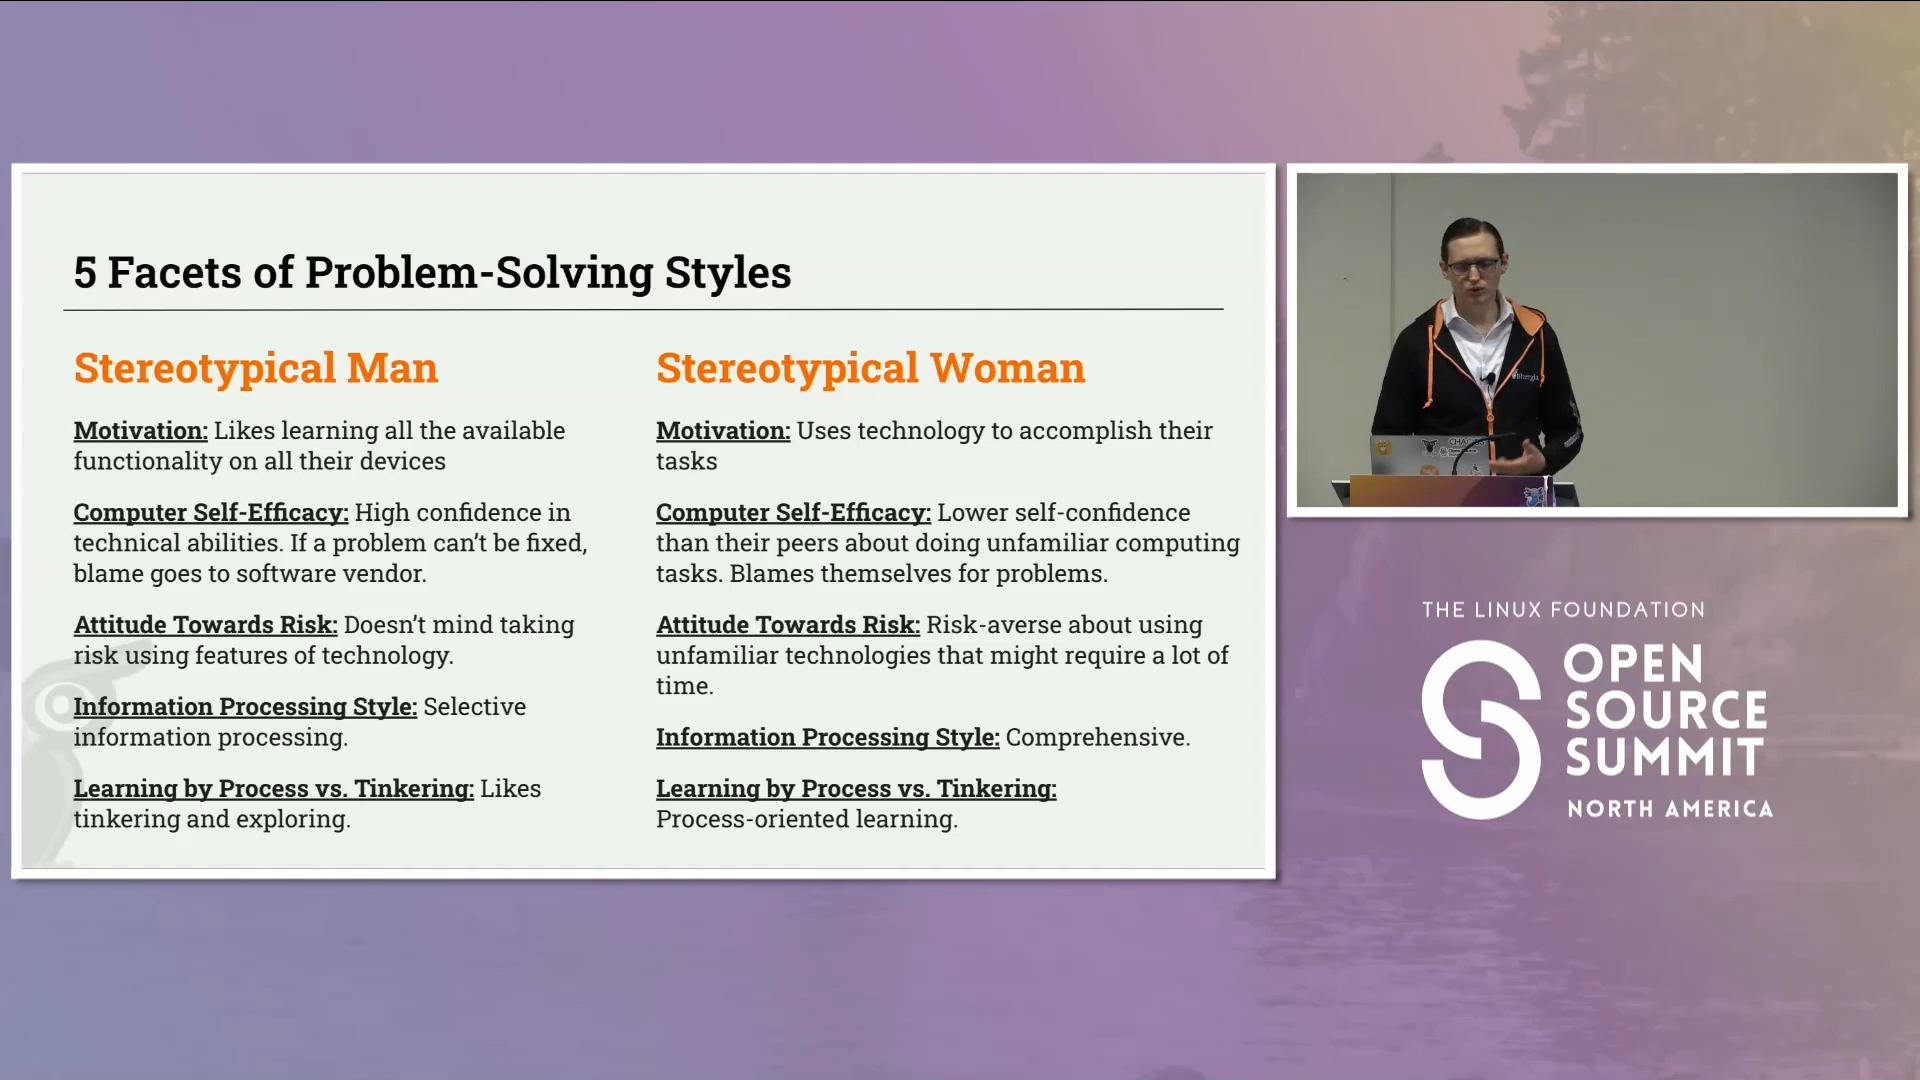 5 Facets of Problem-Solving Styles
Stereotypical Man
Motivation: Likes learning all the available
functionality on all their devices
Computer Self-Efficacy: High confidence in
technical abilities. If a problem can’t be fixed,
blame goes to software vendor.
Attitude Towards Risk: Doesn’t mind taking
risk using features of technology.
Information Processing Style: Selective
information processing.
Learning by Process vs. Tinkering: Likes
tinkering and exploring.
Stereotypical Woman
Motivation: Uses technology to accomplish their
tasks
Computer Self-Efficacy: Lower self-confidence
than their peers about doing unfamiliar computing
tasks. Blames themselves for problems.
Attitude Towards Risk: Risk-averse about using
unfamiliar technologies that might require a lot of
time.
Information Processing Style: Comprehensive.
Learning by Process vs. Tinkering:
Process-oriented learning.
THE LINUX FOUNDATION
OPEN
SOURCE
SUMMIT
NORTH AMERICA